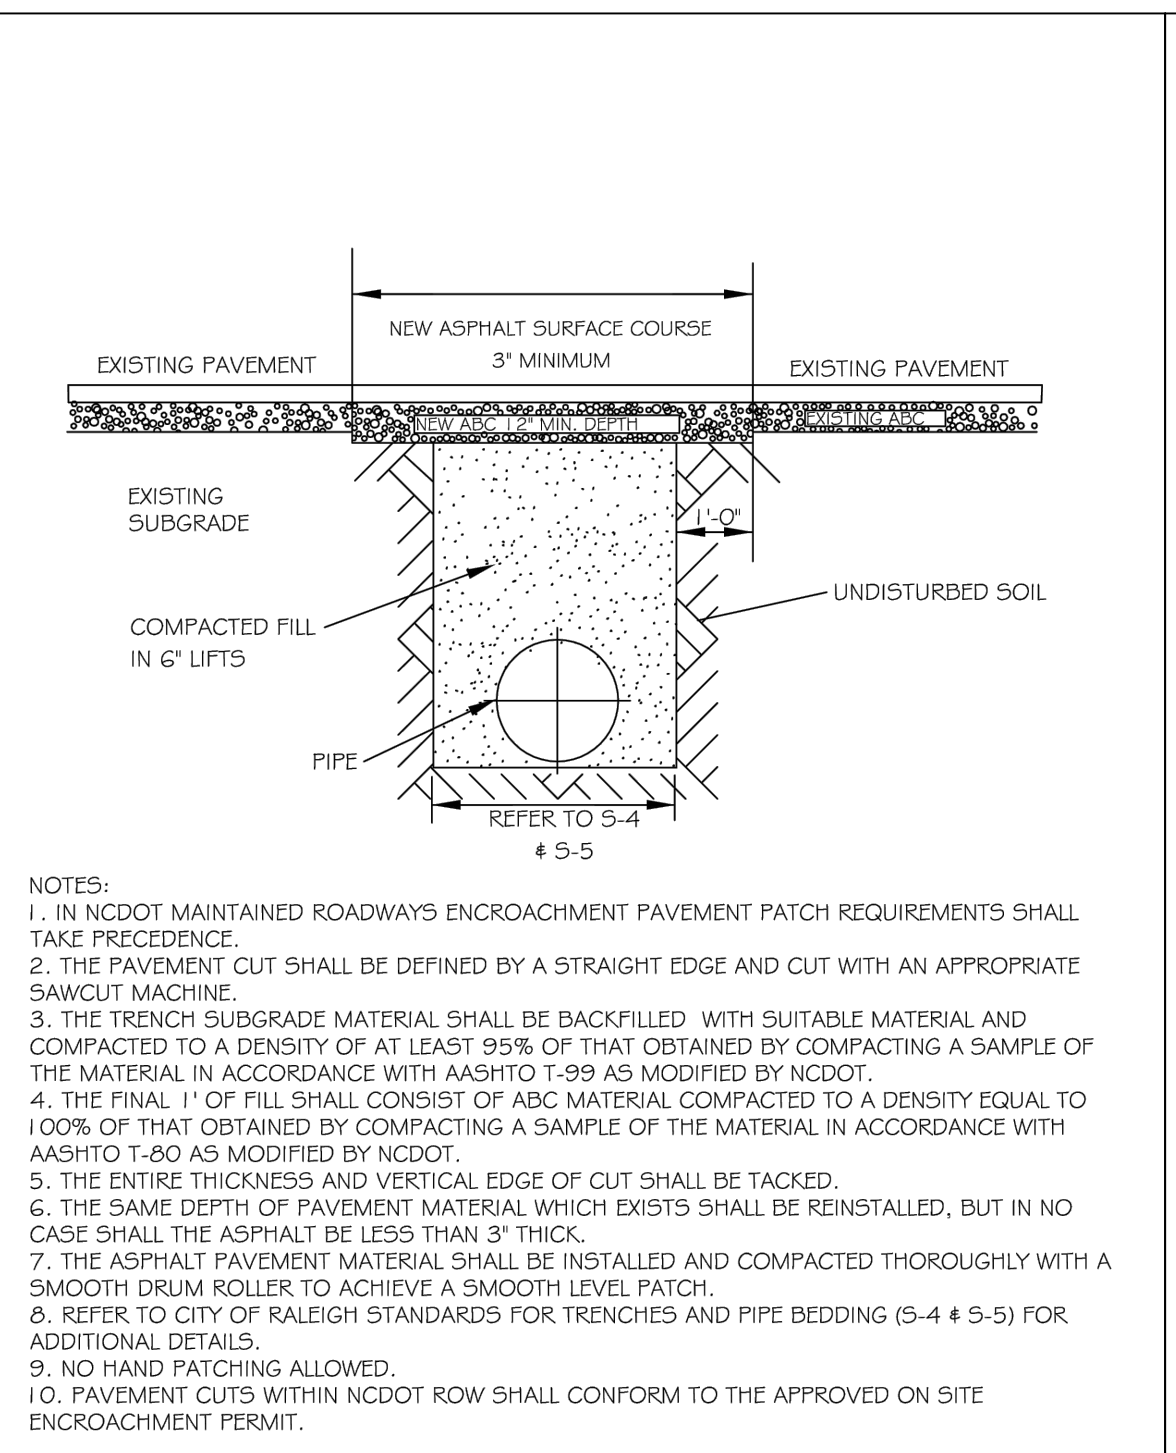 NEW ASPHALT SURFACE COURSE
3" MINIMUM
EXISTING PAVEMENT
EXISTING PAVEMENT
NEW ABC 12" MIN. DEPTH
EXISTING ABC
EXISTING
SUBGRADE
1'-0"
UNDISTURBED SOIL
COMPACTED FILL
IN 6" LIFTS
PIPE
REFER TO S-4
& S-5
NOTES:
1. IN NCDOT MAINTAINED ROADWAYS ENCROACHMENT PAVEMENT PATCH REQUIREMENTS SHALL
TAKE PRECEDENCE.
2. THE PAVEMENT CUT SHALL BE DEFINED BY A STRAIGHT EDGE AND CUT WITH AN APPROPRIATE
SAWCUT MACHINE.
3. THE TRENCH SUBGRADE MATERIAL SHALL BE BACKFILLED WITH SUITABLE MATERIAL AND
COMPACTED TO A DENSITY OF AT LEAST 95% OF THAT OBTAINED BY COMPACTING A SAMPLE OF
THE MATERIAL IN ACCORDANCE WITH AASHTO T-99 AS MODIFIED BY NCDOT.
4. THE FINAL 1' OF FILL SHALL CONSIST OF ABC MATERIAL COMPACTED TO A DENSITY EQUAL TO
100% OF THAT OBTAINED BY COMPACTING A SAMPLE OF THE MATERIAL IN ACCORDANCE WITH
AASHTO T-80 AS MODIFIED BY NCDOT.
5. THE ENTIRE THICKNESS AND VERTICAL EDGE OF CUT SHALL BE TACKED.
6. THE SAME DEPTH OF PAVEMENT MATERIAL WHICH EXISTS SHALL BE REINSTALLED, BUT IN NO
CASE SHALL THE ASPHALT BE LESS THAN 3" THICK.
7. THE ASPHALT PAVEMENT MATERIAL SHALL BE INSTALLED AND COMPACTED THOROUGHLY WITH A
SMOOTH DRUM ROLLER TO ACHIEVE A SMOOTH LEVEL PATCH.
8. REFER TO CITY OF RALEIGH STANDARDS FOR TRENCHES AND PIPE BEDDING (S-4 & S-5) FOR
ADDITIONAL DETAILS.
9. NO HAND PATCHING ALLOWED.
10. PAVEMENT CUTS WITHIN NCDOT ROW SHALL CONFORM TO THE APPROVED ON SITE
ENCROACHMENT PERMIT.